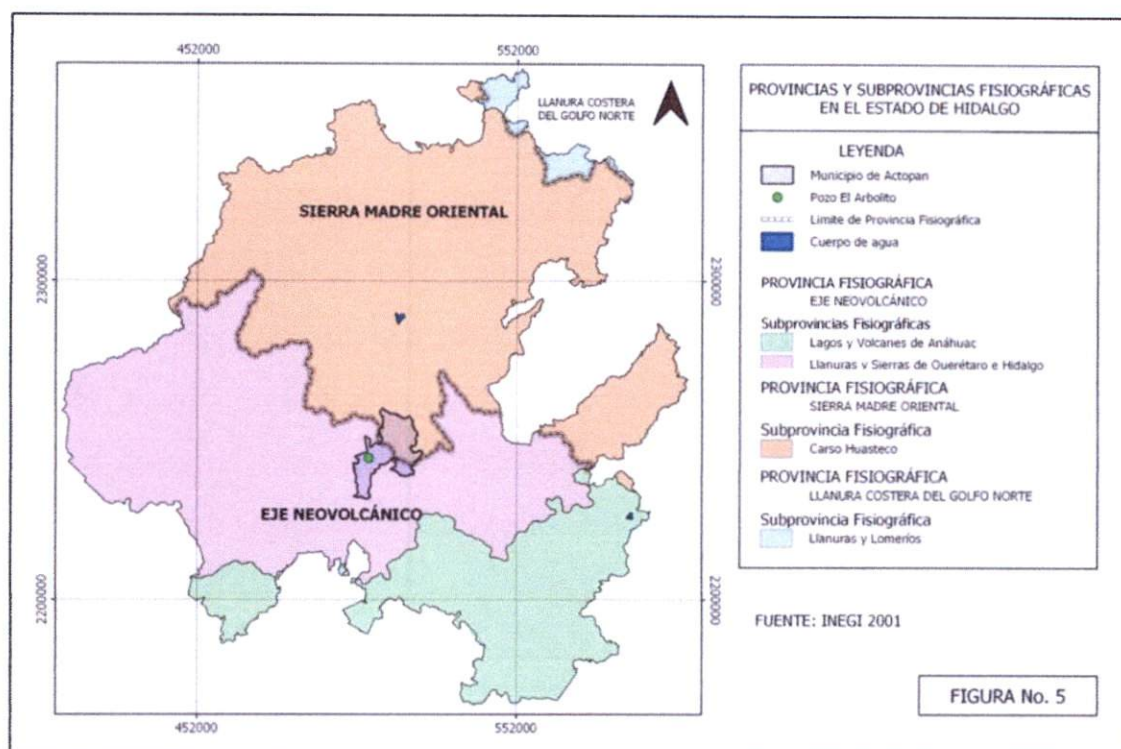 452000
552000
LLANURA COSTERA
DEL GOLFO NORTE
SIERRA MADRE ORIENTAL
2300000
2300000
EJE NEOVOLCÁNICO
2200000
2200000
452000
552000
PROVINCIAS Y SUBPROVINCIAS FISIOGRÁFICAS
EN EL ESTADO DE HIDALGO
LEYENDA
Municipio de Actopan
Pozo El Arbolito
Limite de Provincia Fisiográfica
Cuerpo de agua
PROVINCIA FISIOGRÁFICA
EJE NEOVOLCÁNICO
Subprovincias Fisiográficas
Lagos y Volcanes de Anáhuac
Llanuras y Sierras de Querétaro e Hidalgo
PROVINCIA FISIOGRÁFICA
SIERRA MADRE ORIENTAL
Subprovincia Fisiográfica
Carso Huasteco
PROVINCIA FISIOGRÁFICA
LLANURA COSTERA DEL GOLFO NORTE
Subprovincia Fisiográfica
Llanuras y Lomeríos
FUENTE: INEGI 2001
FIGURA No. 5